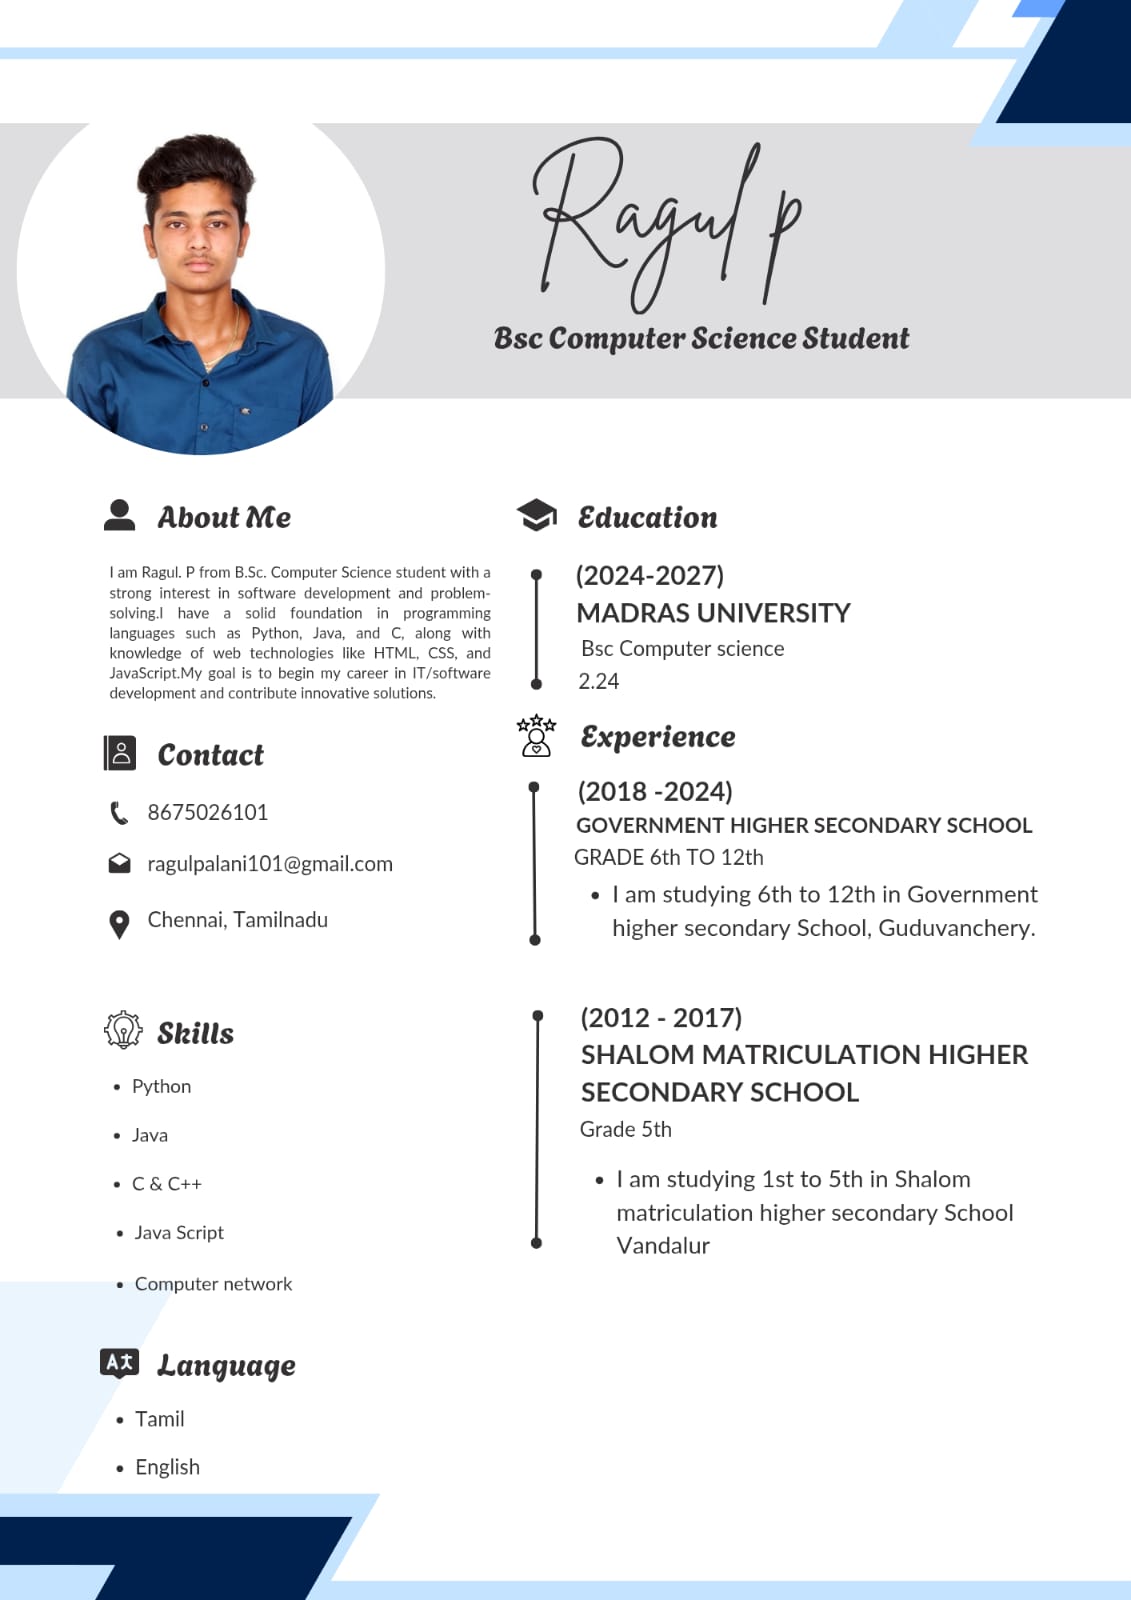 Ragul p
Bsc Computer Science Student
About Me
I am Ragul. P from B.Sc. Computer Science student with a
strong interest in software development and problem-
solving.I have a solid foundation in programming
languages such as Python, Java, and C, along with
knowledge of web technologies like HTML, CSS, and
JavaScript.My goal is to begin my career in IT/software
development and contribute innovative solutions.
Contact
8675026101
ragulpalani101@gmail.com
Chennai, Tamilnadu
Skills
• Python
• Java
• C & C++
• Java Script
• Computer network
Language
• Tamil
• English
Education
(2024-2027)
MADRAS UNIVERSITY
Bsc Computer science
2.24
Experience
(2018 -2024)
GOVERNMENT HIGHER SECONDARY SCHOOL
GRADE 6th TO 12th
• I am studying 6th to 12th in Government
higher secondary School, Guduvanchery.
(2012 - 2017)
SHALOM MATRICULATION HIGHER
SECONDARY SCHOOL
Grade 5th
• I am studying 1st to 5th in Shalom
matriculation higher secondary School
Vandalur